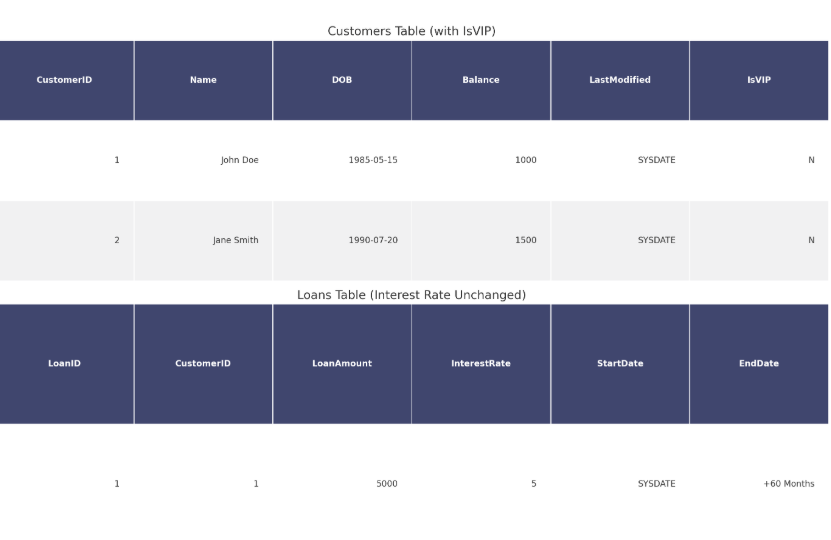 Customers Table (with IsVIP)
CustomerID Name DOB Balance LastModified IsVIP
1 John Doe 1985-05-15 1000 SYSDATE N
2 Jane Smith 1990-07-20 1500 SYSDATE N
Loans Table (Interest Rate Unchanged)
LoanID CustomerID LoanAmount InterestRate StartDate EndDate
1 1 5000 5 SYSDATE +60 Months